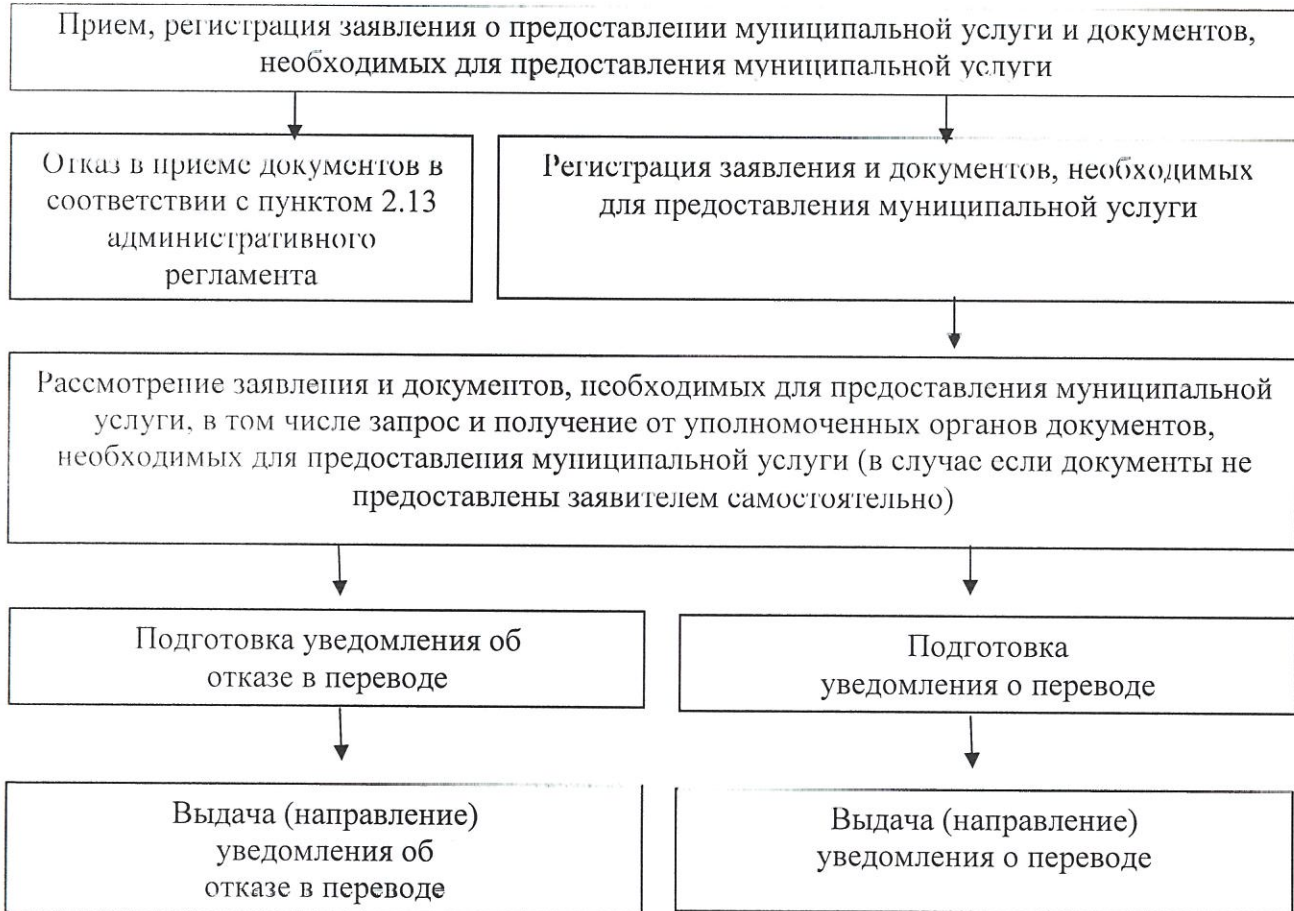 Прием, регистрация заявления о предоставлении муниципальной услуги и документов,
необходимых для предоставления муниципальной услуги
Отказ в приеме документов в
соответствии с пунктом 2.13
административного
регламента
Регистрация заявления и документов, необходимых
для предоставления муниципальной услуги
Рассмотрение заявления и документов, необходимых для предоставления муниципальной
услуги, в том числе запрос и получение от уполномоченных органов документов,
необходимых для предоставления муниципальной услуги (в случае если документы не
предоставлены заявителем самостоятельно)
Подготовка уведомления об
отказе в переводе
Подготовка
уведомления о переводе
Выдача (направление)
уведомления об
отказе в переводе
Выдача (направление)
уведомления о переводе